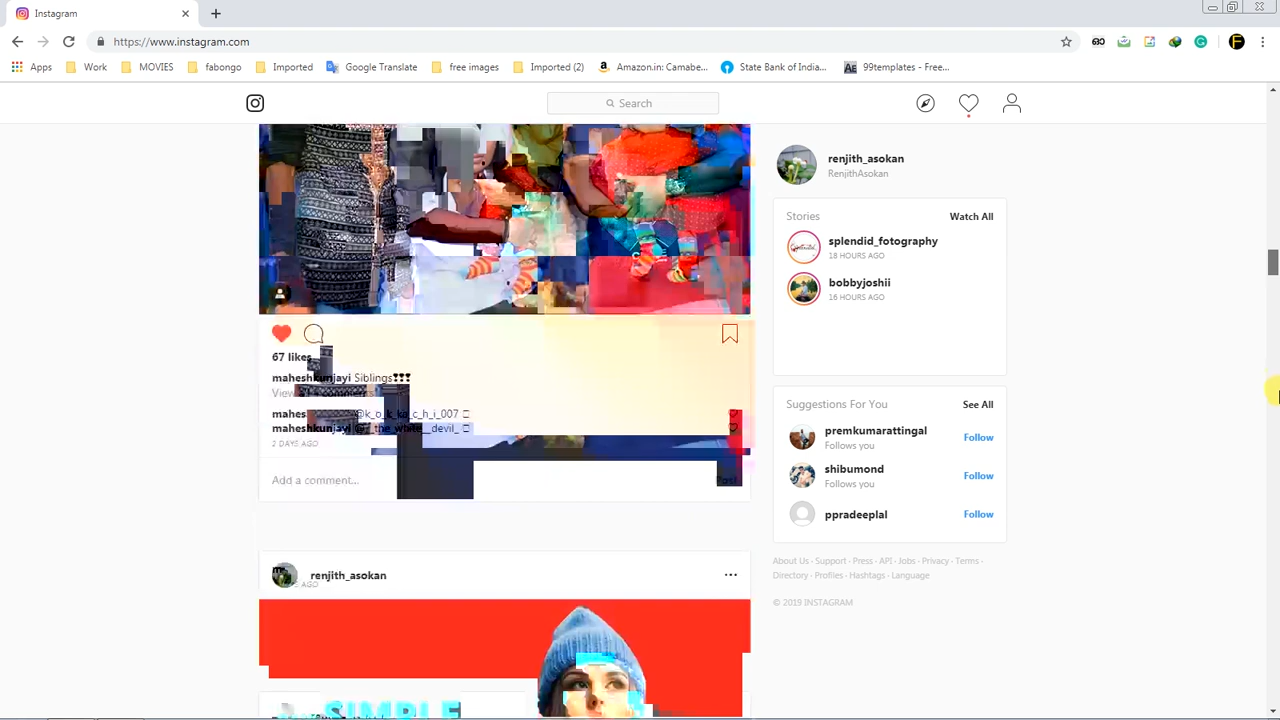 Instagram
https://www.instagram.com
Apps Work MOVIES fabongo Imported Google Translate free images Imported (2) Amazon.in: Camabe... State Bank of India... 99templates - Free...
Search
renjith_asokan
RenjithAsokan
Stories Watch All
splendid_fotography
18 HOURS AGO
bobbyjoshii
16 HOURS AGO
67 likes
maheshkunjayi Siblings❣❣❣
View
@k_o_k_ka_c_h_i_007
maheshkunjayi
2 DAYS AGO
Add a comment...
Suggestions For You See All
premkumarattingal
Follows you
Follow
shibumond
Follows you
Follow
ppradeeplal
Follow
About Us · Support · Press · API · Jobs · Privacy · Terms ·
Directory · Profiles · Hashtags · Language
© 2019 INSTAGRAM
renjith_asokan
AGO
SIMPLE